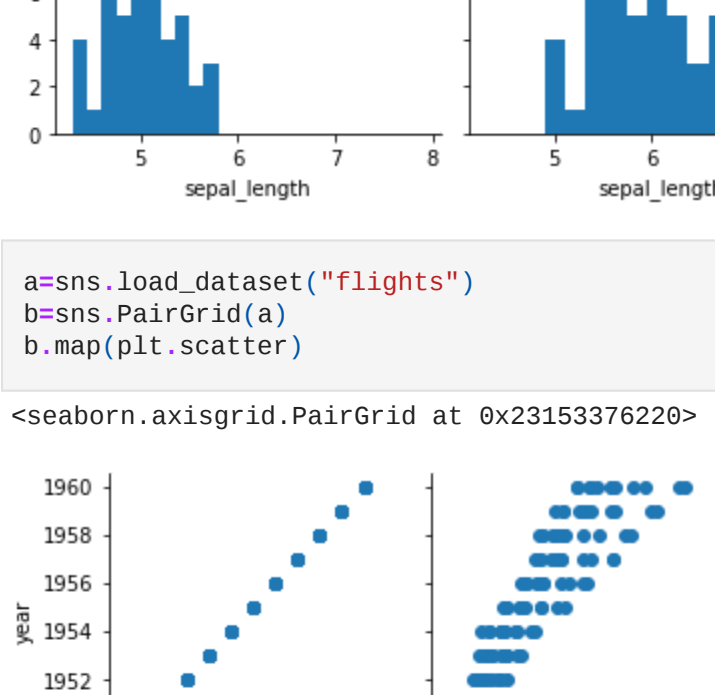 4
2
0
5 6 7 8 5 6
sepal_length sepal_lengt
a=sns.load_dataset("flights")
b=sns.PairGrid(a)
b.map(plt.scatter)
<seaborn.axisgrid.PairGrid at 0x23153376220>
1960
1958
1956
year
1954
1952